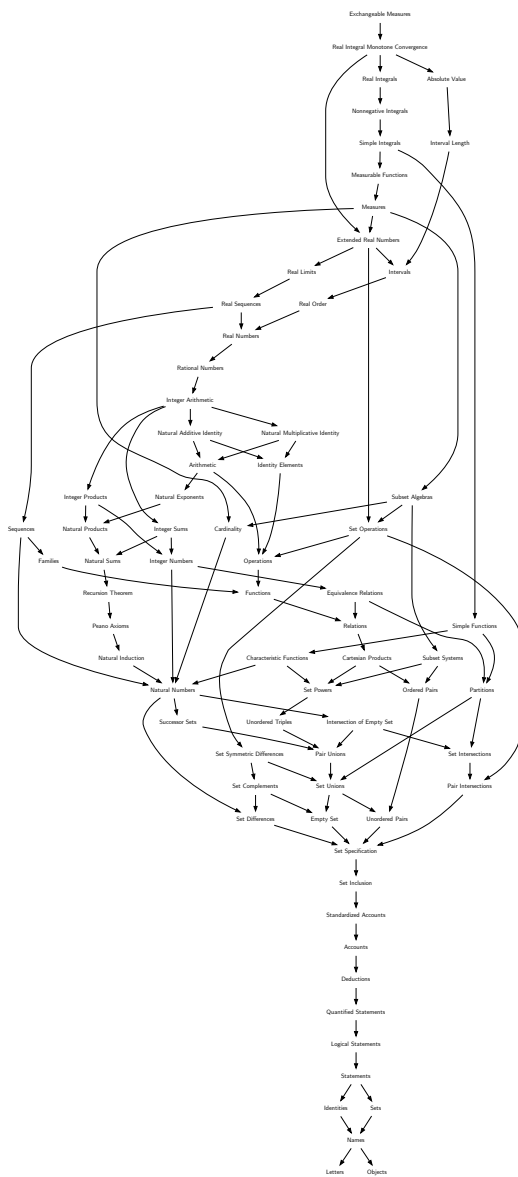 Exchangeable Measures
Real Integral Monotone Convergence
Real Integrals Absolute Value
Nonnegative Integrals
Simple Integrals Interval Length
Measurable Functions
Measures
Extended Real Numbers
Real Limits Intervals
Real Sequences Real Order
Real Numbers
Rational Numbers
Integer Arithmetic
Natural Additive Identity Natural Multiplicative Identity
Arithmetic Identity Elements
Integer Products Natural Exponents Subset Algebras
Sequences Natural Products Integer Sums Cardinality Set Operations
Families Natural Sums Integer Numbers Operations
Recursion Theorem Functions Equivalence Relations
Peano Axioms Relations Simple Functions
Natural Induction Characteristic Functions Cartesian Products Subset Systems
Natural Numbers Set Powers Ordered Pairs Partitions
Successor Sets Unordered Triples Intersection of Empty Set
Set Symmetric Differences Pair Unions Set Intersections
Set Complements Set Unions Pair Intersections
Set Differences Empty Set Unordered Pairs
Set Specification
Set Inclusion
Standardized Accounts
Accounts
Deductions
Quantified Statements
Logical Statements
Statements
Identities Sets
Names
Letters Objects